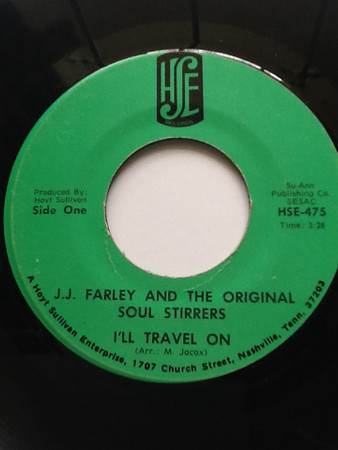 HSE
RECORDS
Produced By:
Hoyt Sullivan
Side One
Su-Ann
Publishing Co.
SESAC
HSE-475
Time: 3:28
J.J. FARLEY AND THE ORIGINAL
SOUL STIRRERS
I'LL TRAVEL ON
(Arr.: M. Jacox)
A Hoyt Sullivan Enterprise, 1707 Church Street, Nashville, Tenn. 37203